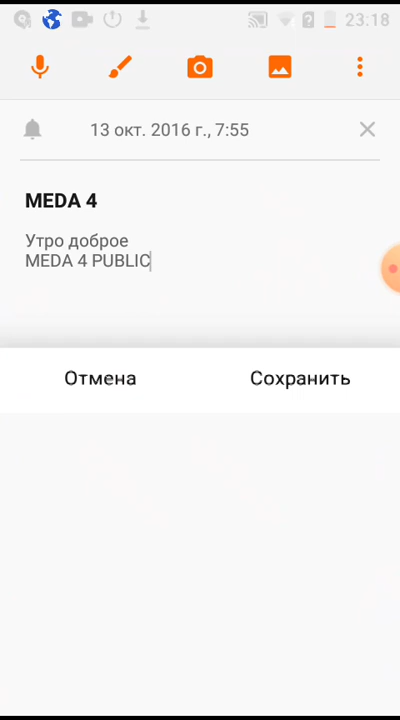 23:18
13 окт. 2016 г., 7:55
MEDA 4
Утро доброе
MEDA 4 PUBLIC
Отмена
Сохранить